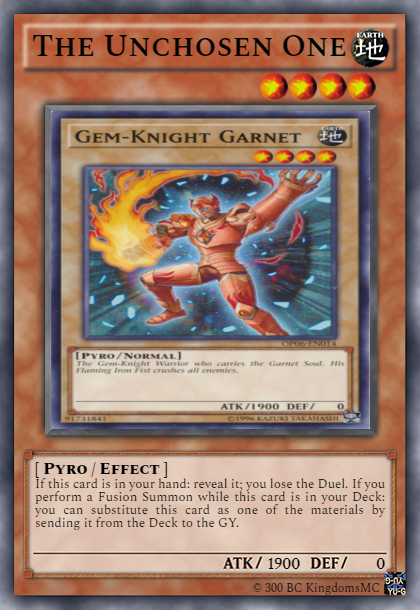 THE UNCHOSEN ONE
EARTH
地
GEM-KNIGHT GARNET
EARTH
地
OP06-EN014
[PYRO/NORMAL]
The Gem-Knight Warrior who carries the Garnet Soul. His
Flaming Iron Fist crushes all enemies.
ATK/1900 DEF/ 0
91731841
©1996 KAZUKI TAKAHASHI
[ PYRO / EFFECT ]
If this card is in your hand: reveal it; you lose the Duel. If you
perform a Fusion Summon while this card is in your Deck:
you can substitute this card as one of the materials by
sending it from the Deck to the GY.
ATK/ 1900 DEF/ 0
© 300 BC KingdomsMC